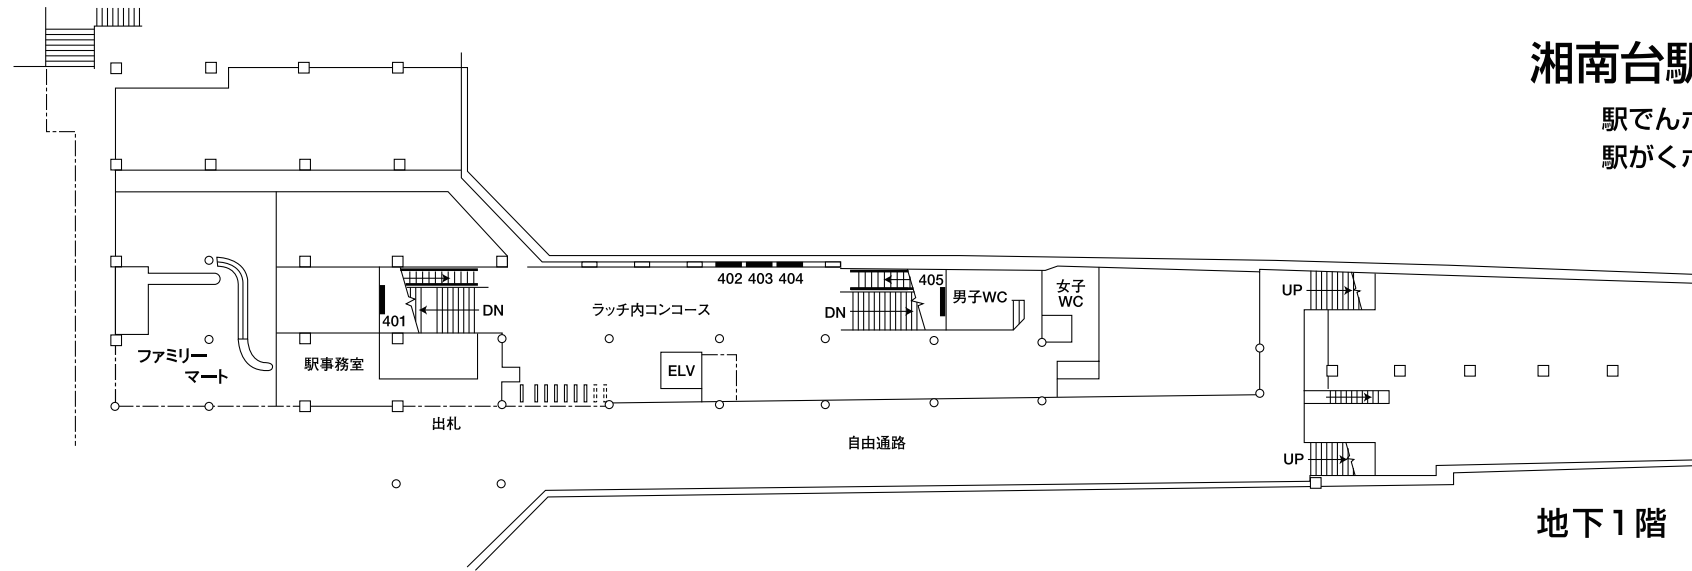 湘南台駅
駅でん
駅がく
402 403 404
405
401
DN
ラッチ内コンコース
DN
男子WC
女子
WC
UP
ファミリー
マート
駅事務室
ELV
出札
自由通路
UP
地下1階